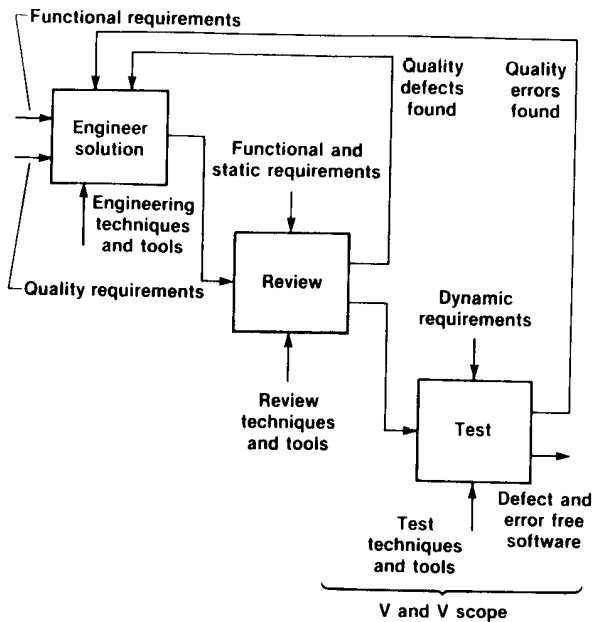 Functional requirements
Quality
defects
found
Quality
errors
found
Engineer
solution
Functional and
static requirements
Engineering
techniques
and tools
Quality requirements
Review
Dynamic
requirements
Review
techniques
and tools
Test
Defect and
error free
software
Test
techniques
and tools
V and V scope